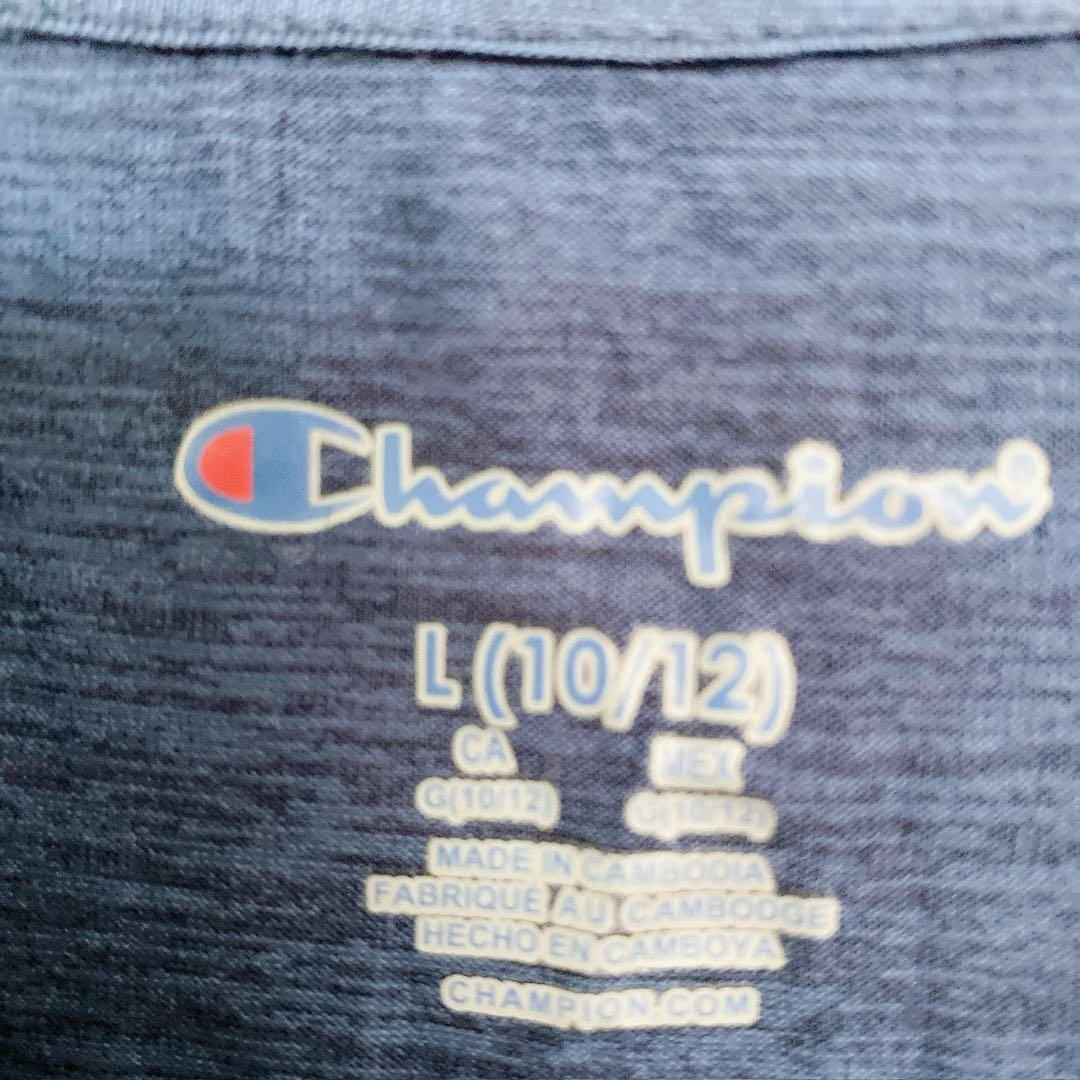 Champion®
L (10/12)
CA MEX
G(10/12) G(10/12)
MADE IN CAMBODIA
FABRIQUE AU CAMBODGE
HECHO EN CAMBOYA
CHAMPION.COM